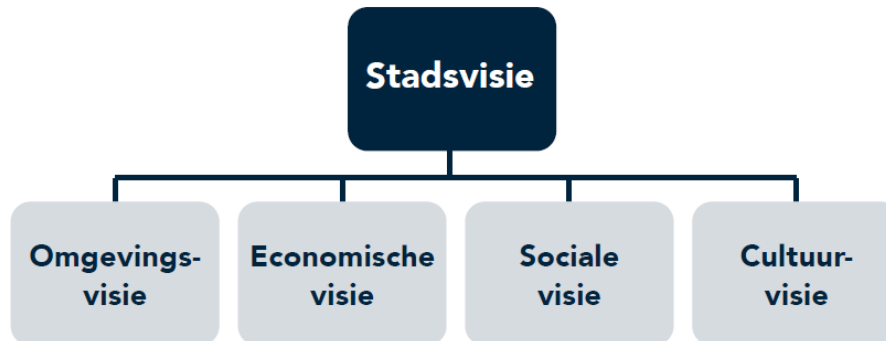 Stadsvisie
Omgevings-
visie
Economische
visie
Sociale
visie
Cultuur-
visie